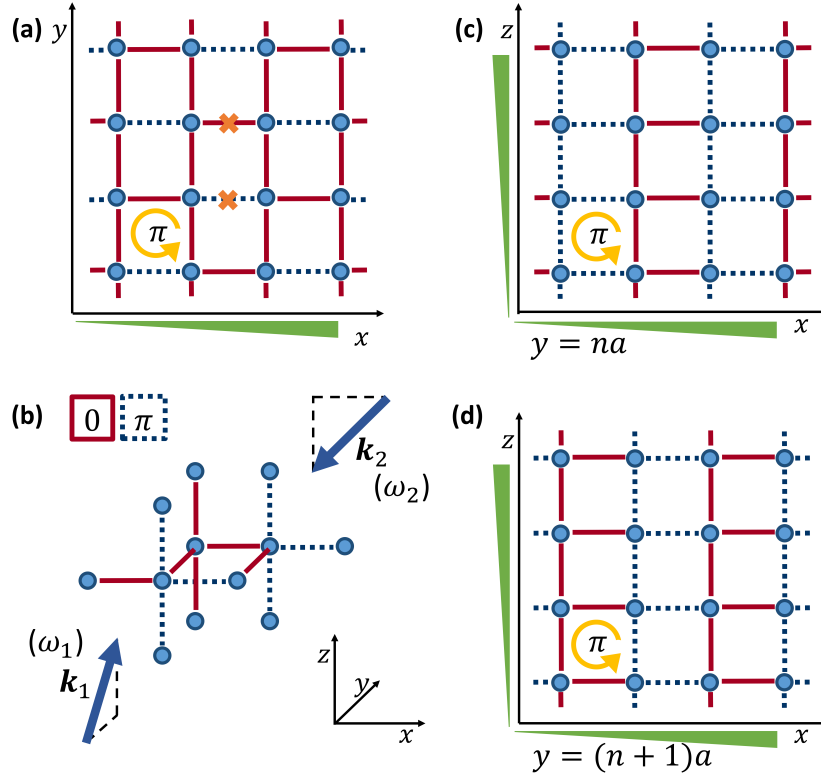 (a)
y
π
x
(c)
z
π
x
y = na
(b)
0
π
k₂
(ω₂)
(ω₁)
k₁
z
y
x
(d)
z
π
x
y = (n + 1)a